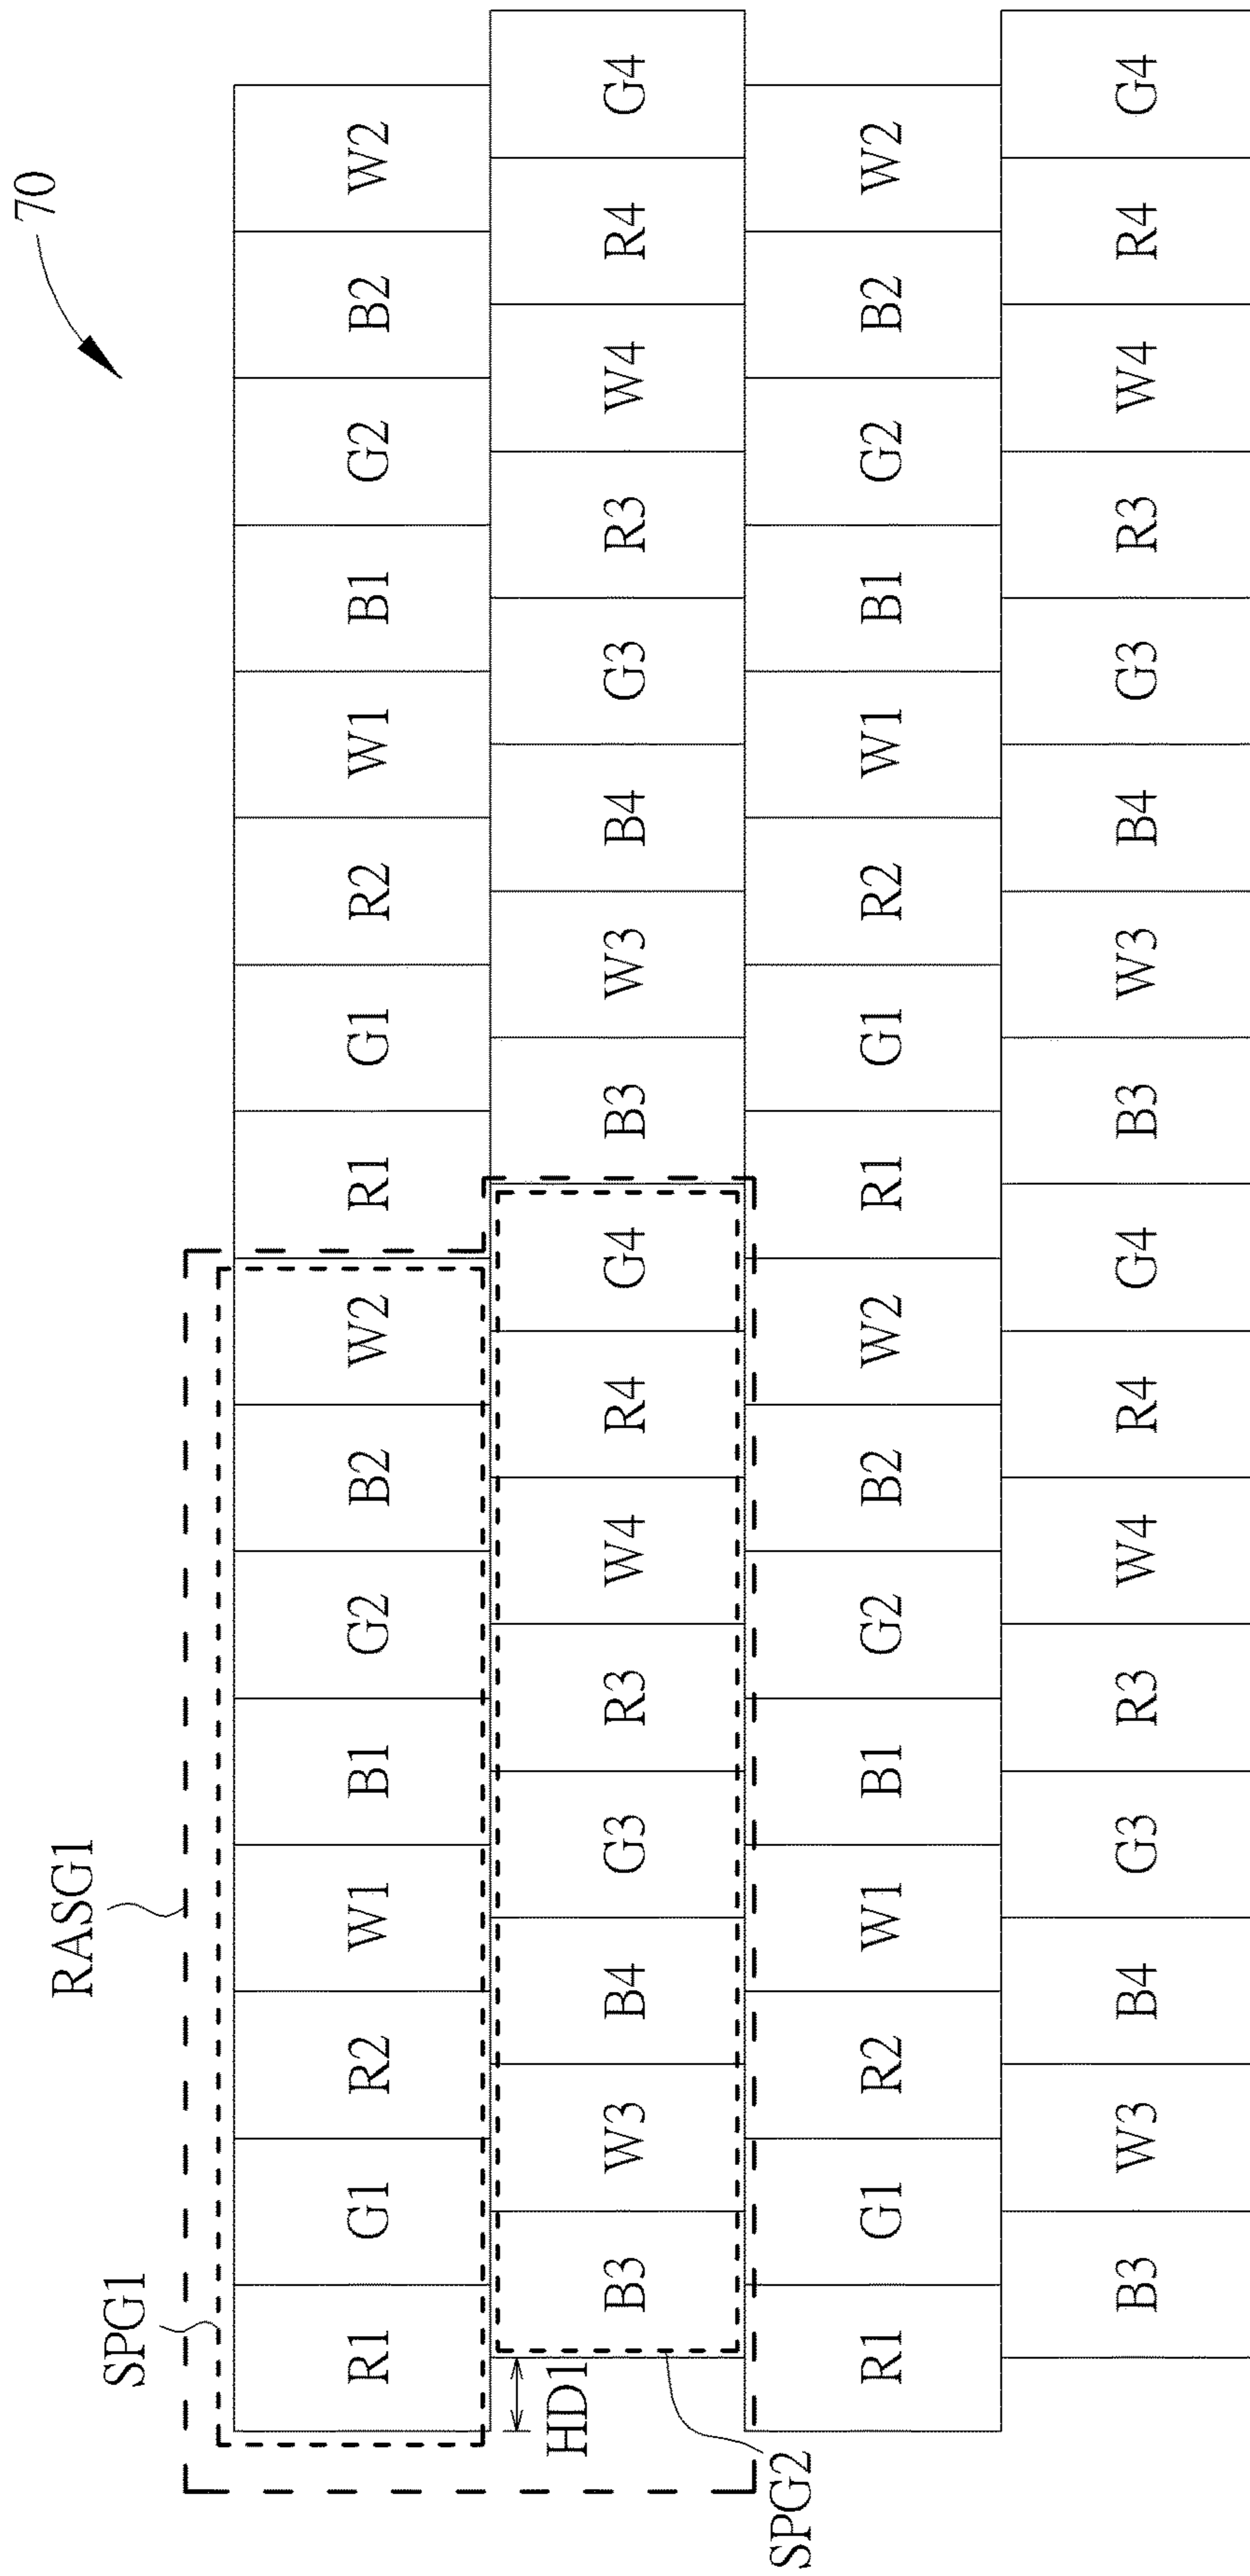 70
RASG1
SPG1
R1 G1 R2 W1 B1 G2 B2 W2 R1 G1 R2 W1 B1 G2 B2 W2
HD1
B3 W3 B4 G3 R3 W4 R4 G4 B3 W3 B4 G3 R3 W4 R4 G4
SPG2
R1 G1 R2 W1 B1 G2 B2 W2 R1 G1 R2 W1 B1 G2 B2 W2
B3 W3 B4 G3 R3 W4 R4 G4 B3 W3 B4 G3 R3 W4 R4 G4